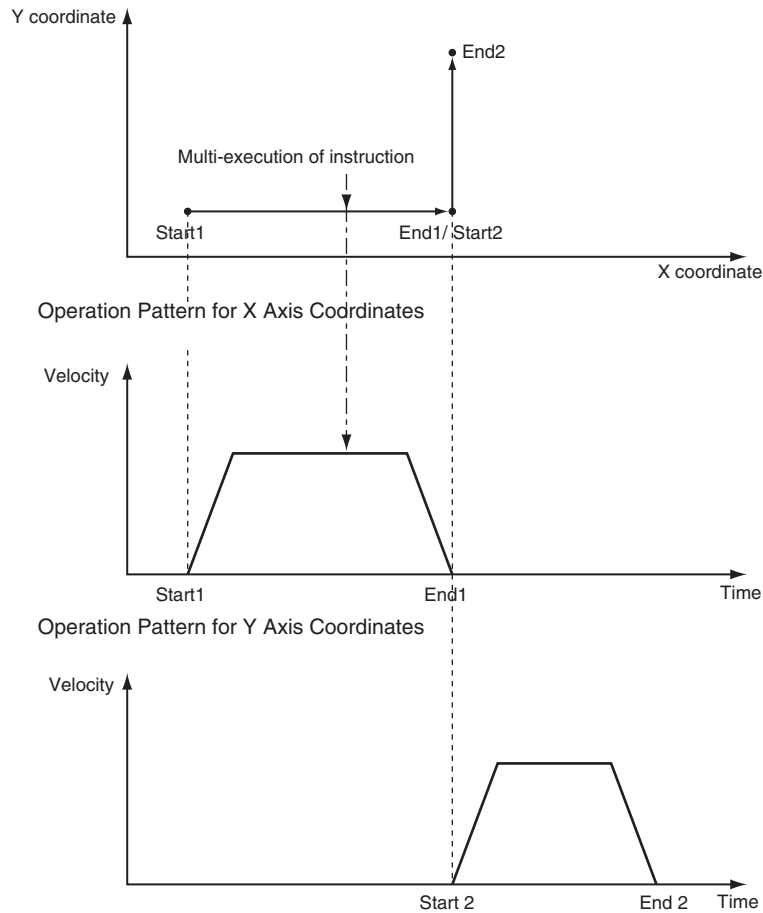 Y coordinate
End2
Multi-execution of instruction
Start1
End1/ Start2
X coordinate
Operation Pattern for X Axis Coordinates
Velocity
Start1
End1
Time
Operation Pattern for Y Axis Coordinates
Velocity
Start 2
End 2
Time